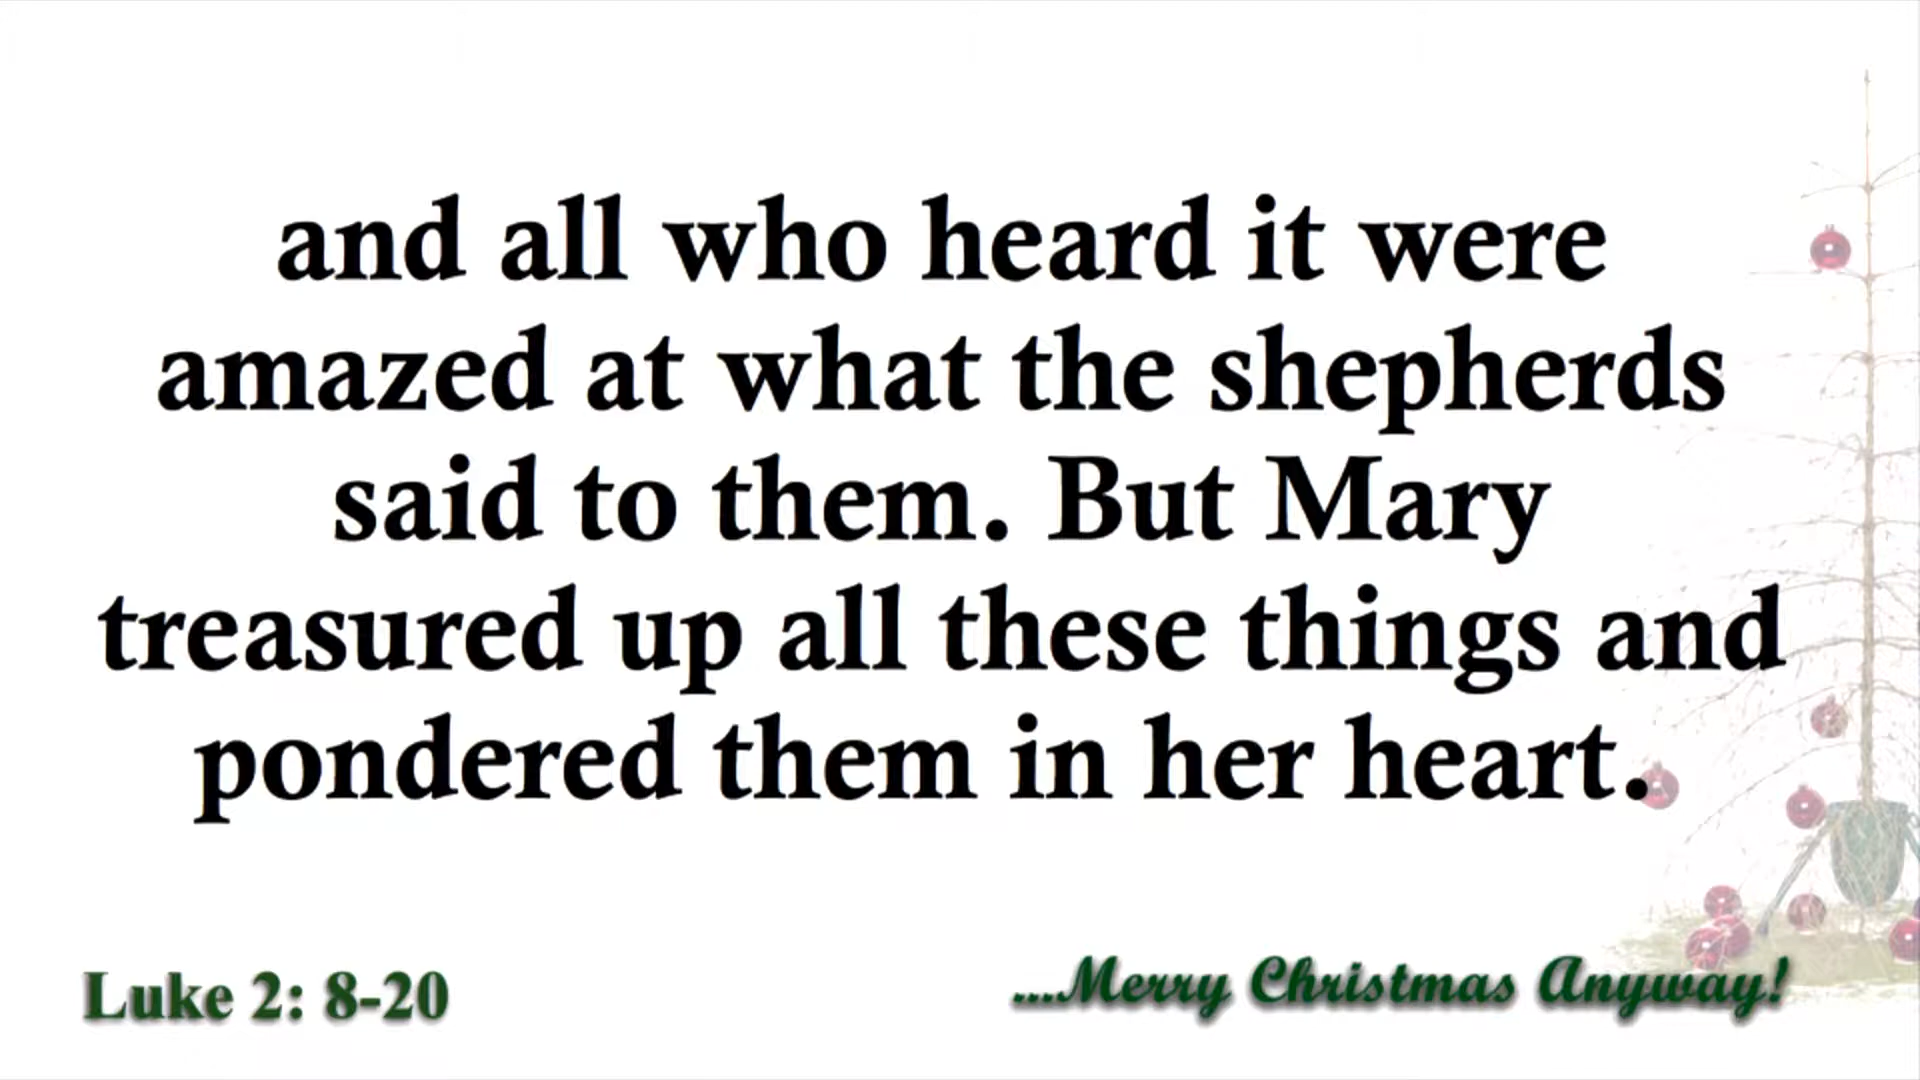 and all who heard it were
amazed at what the shepherds
said to them. But Mary
treasured up all these things and
pondered them in her heart.
Luke 2: 8-20
...Merry Christmas Anyway!